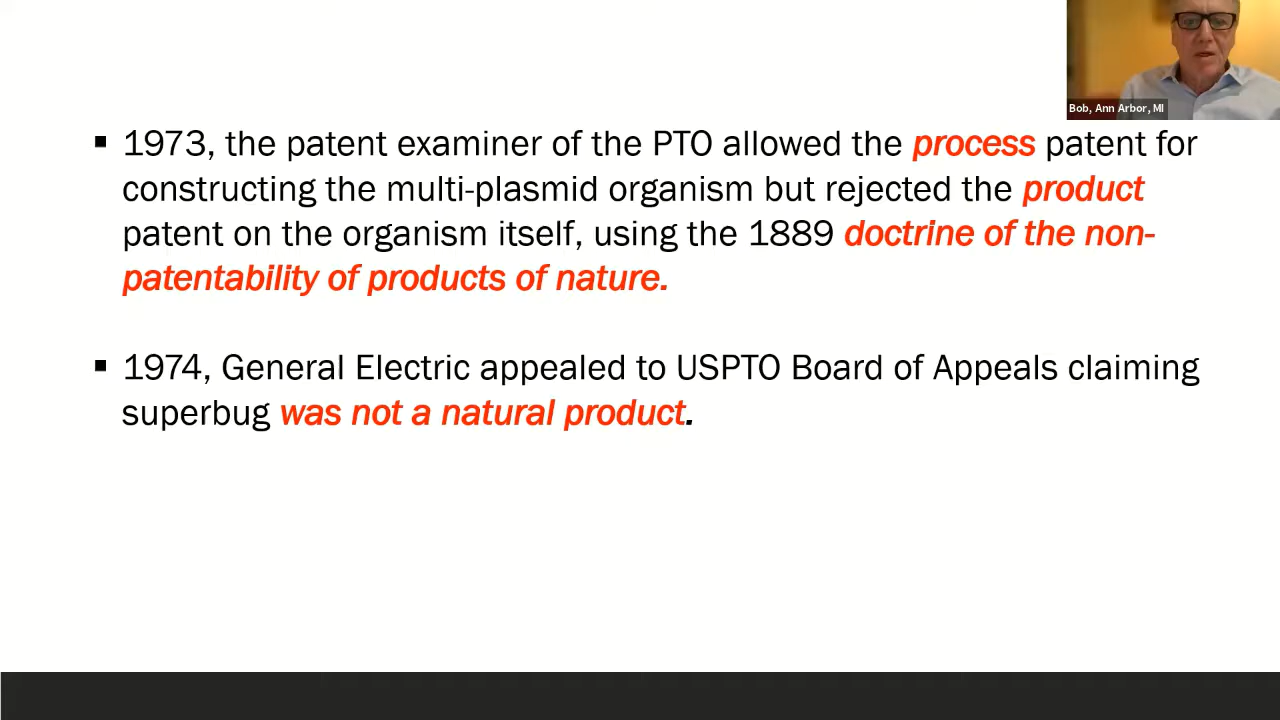 Bob, Ann Arbor, MI
▪ 1973, the patent examiner of the PTO allowed the process patent for
constructing the multi-plasmid organism but rejected the product
patent on the organism itself, using the 1889 doctrine of the non-
patentability of products of nature.
▪ 1974, General Electric appealed to USPTO Board of Appeals claiming
superbug was not a natural product.